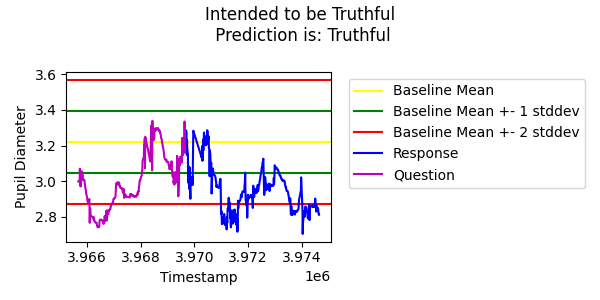 Intended to be Truthful
Prediction is: Truthful
3.6
3.4
3.2
3.0
2.8
Pupil Diameter
3.966 3.968 3.970 3.972 3.974
1e6
Timestamp
Baseline Mean
Baseline Mean +- 1 stddev
Baseline Mean +- 2 stddev
Response
Question